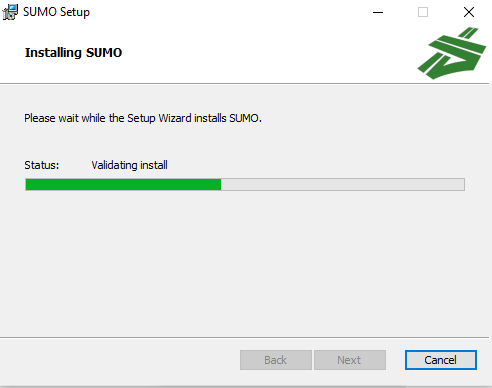 SUMO Setup
Installing SUMO
Please wait while the Setup Wizard installs SUMO.
Status: Validating install
Back Next Cancel